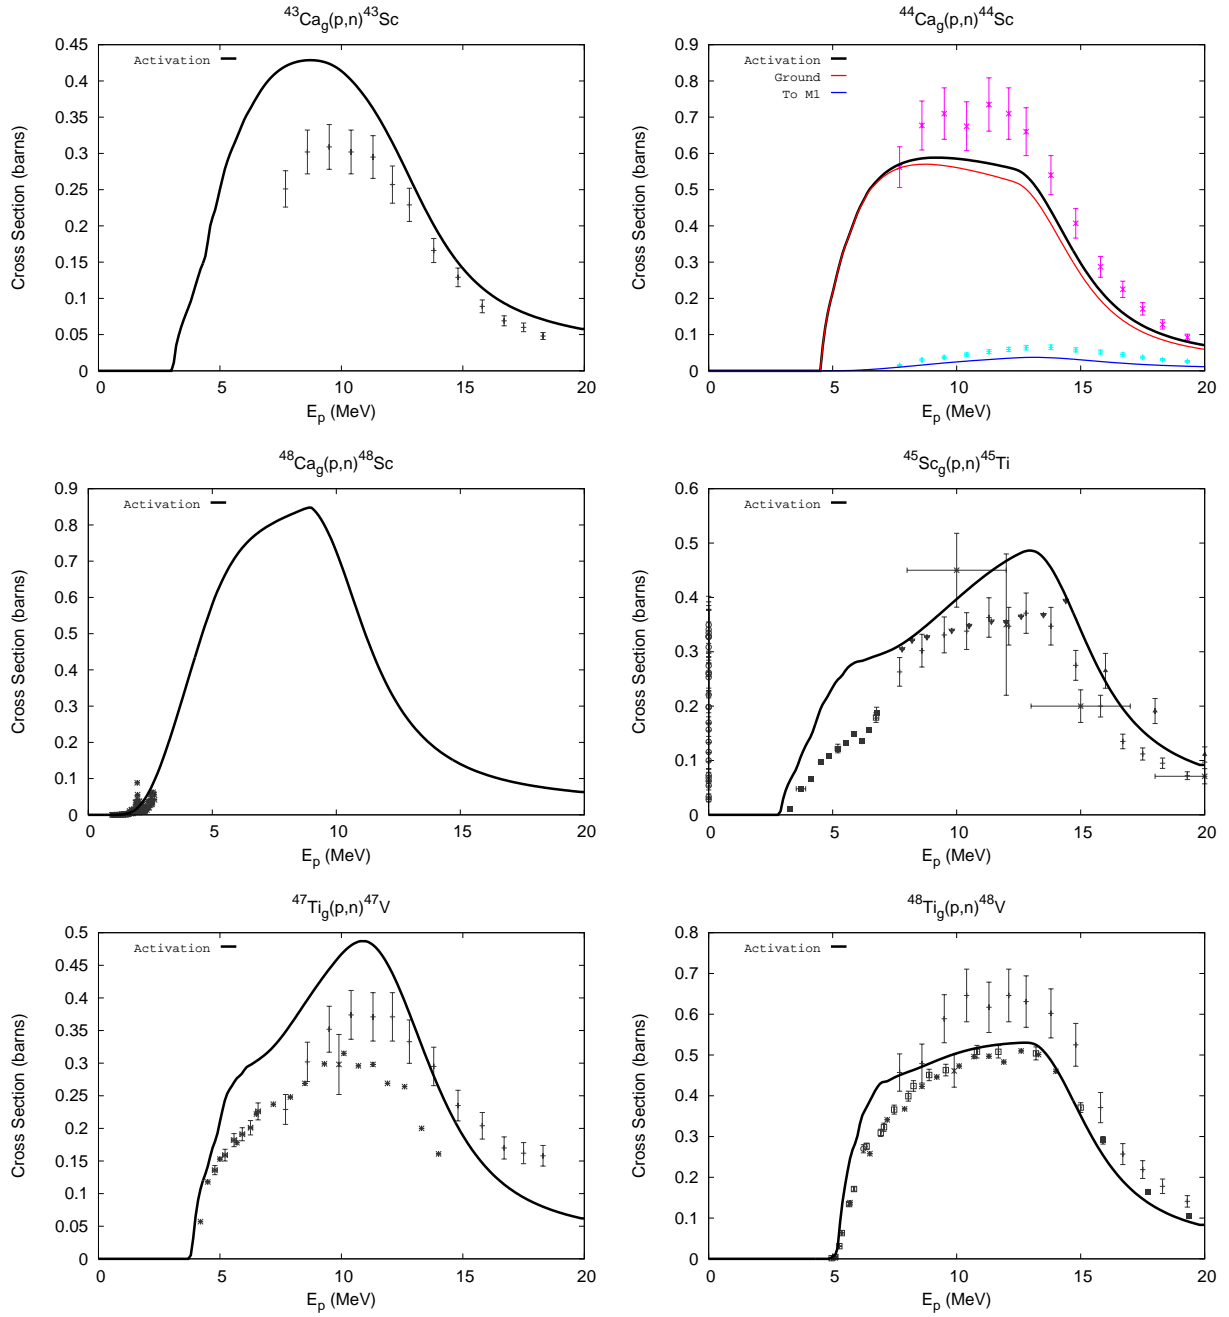 43Ca_g(p,n)43Sc
Cross Section (barns)
0.45
0.4
0.35
0.3
0.25
0.2
0.15
0.1
0.05
0
Activation
0 5 10 15 20
E_p (MeV)
44Ca_g(p,n)44Sc
Cross Section (barns)
0.9
0.8
0.7
0.6
0.5
0.4
0.3
0.2
0.1
0
Activation
Ground
To M1
0 5 10 15 20
E_p (MeV)
48Ca_g(p,n)48Sc
Cross Section (barns)
0.9
0.8
0.7
0.6
0.5
0.4
0.3
0.2
0.1
0
Activation
0 5 10 15 20
E_p (MeV)
45Sc_g(p,n)45Ti
Cross Section (barns)
0.6
0.5
0.4
0.3
0.2
0.1
0
Activation
0 5 10 15 20
E_p (MeV)
47Ti_g(p,n)47V
Cross Section (barns)
0.5
0.45
0.4
0.35
0.3
0.25
0.2
0.15
0.1
0.05
0
Activation
0 5 10 15 20
E_p (MeV)
48Ti_g(p,n)48V
Cross Section (barns)
0.8
0.7
0.6
0.5
0.4
0.3
0.2
0.1
0
Activation
0 5 10 15 20
E_p (MeV)